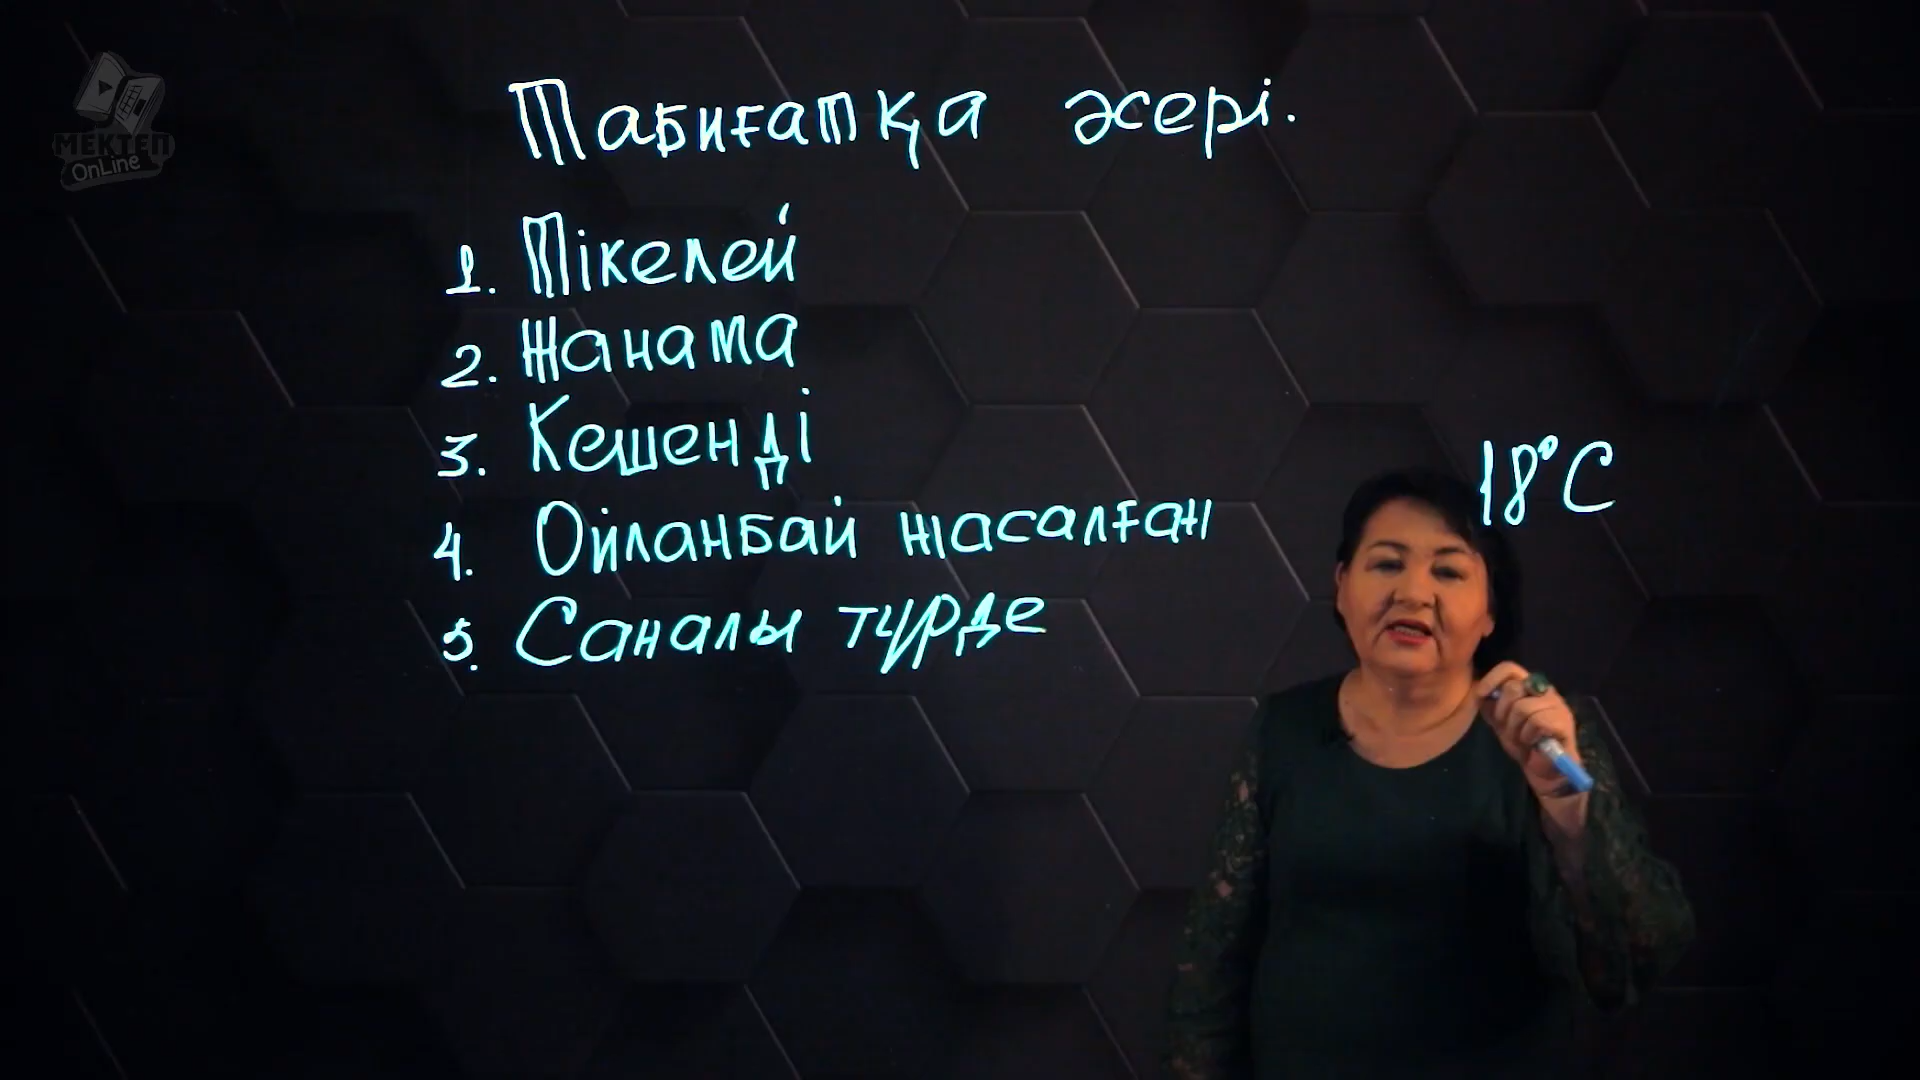 МЕКТЕП
OnLine
Табиғатқа әсері.
1. Тікелей
2. Жанама
3. Кешенді
4. Ойланбай жасалған
5. Саналы түрде
18°C